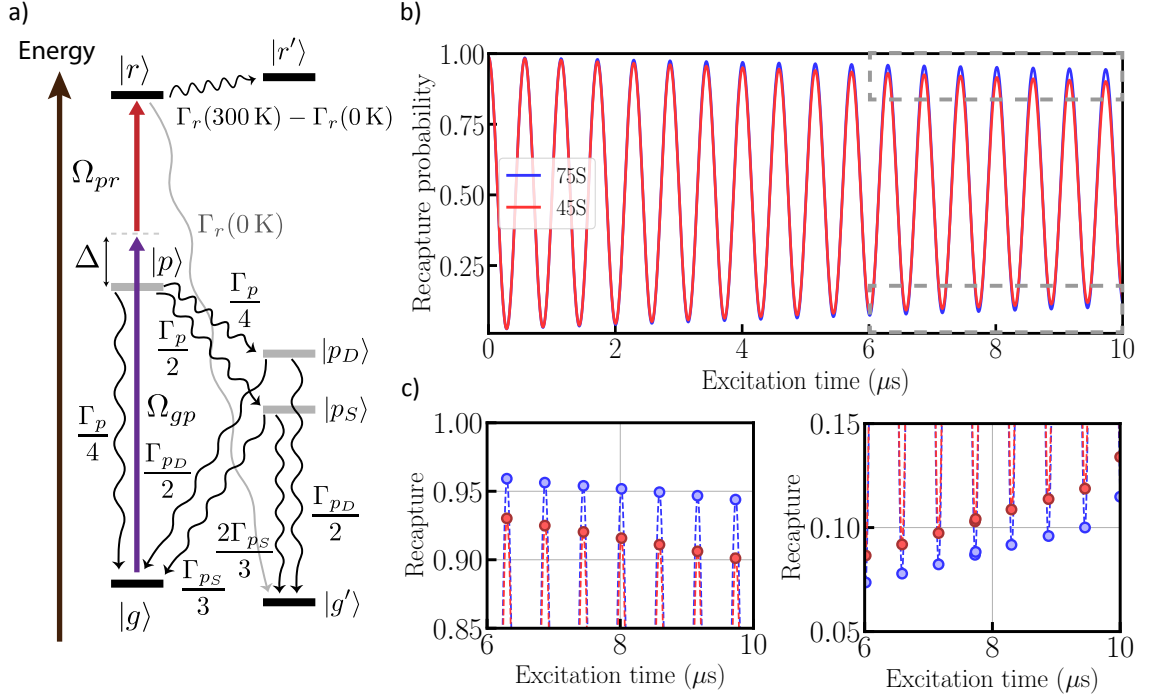 a)
Energy
|r⟩
|r′⟩
Γr(300 K) − Γr(0 K)
Ωpr
Γr(0 K)
Δ
|p⟩
Γp/4
Γp/2
|pD⟩
|pS⟩
Ωgp
Γp/4
ΓpD/2
ΓpD/2
2ΓpS/3
ΓpS/3
|g⟩
|g′⟩
b)
Recapture probability
1.00
0.75
0.50
0.25
75S
45S
0 2 4 6 8 10
Excitation time (μs)
c)
Recapture
1.00
0.95
0.90
0.85
6 8 10
Excitation time (μs)
Recapture
0.15
0.10
0.05
6 8 10
Excitation time (μs)